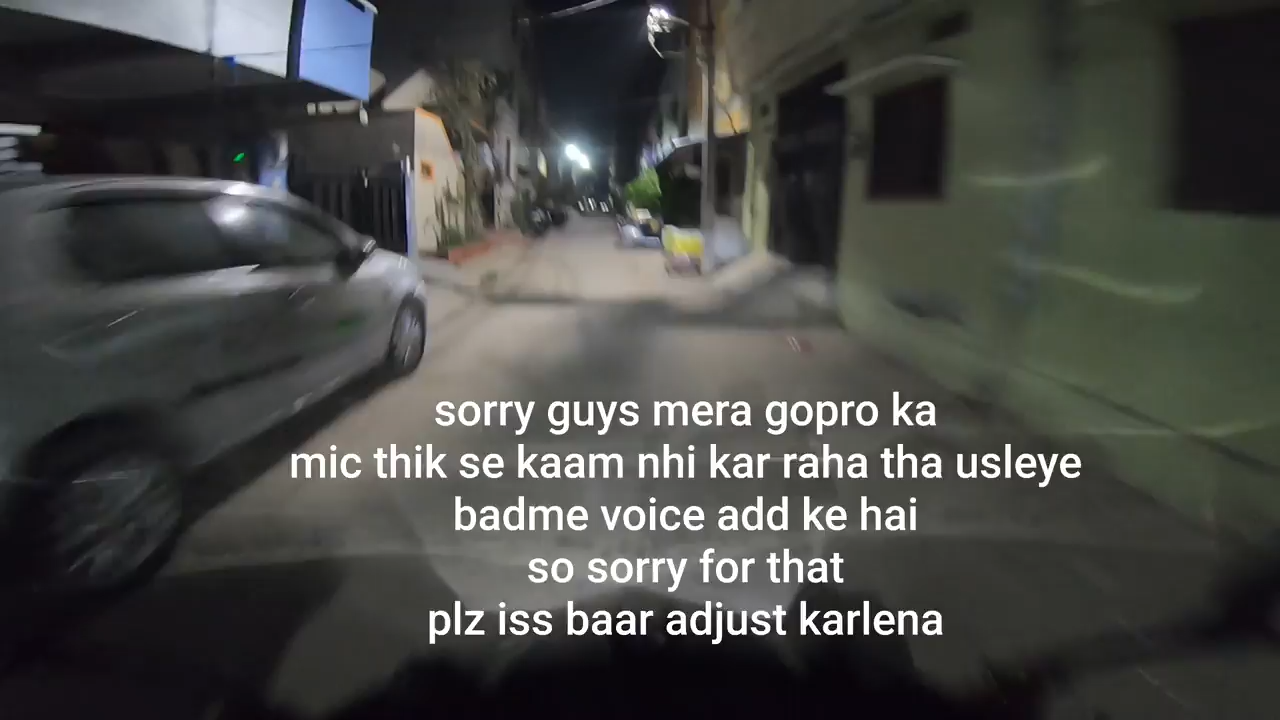 sorry guys mera gopro ka
mic thik se kaam nhi kar raha tha usleye
badme voice add ke hai
so sorry for that
plz iss baar adjust karlena